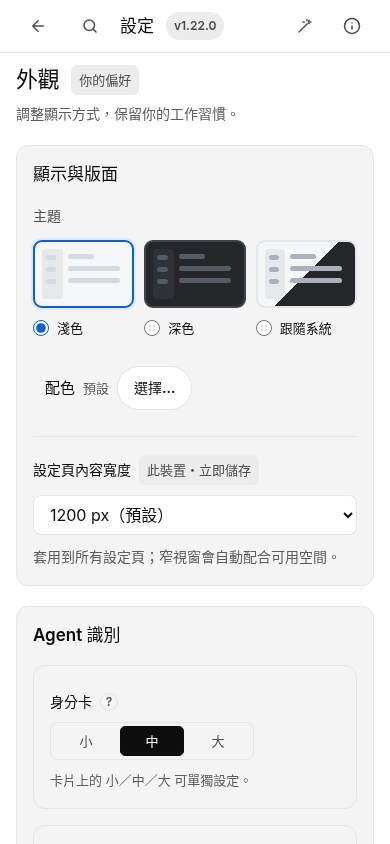 設定 v1.22.0
外觀 你的偏好
調整顯示方式，保留你的工作習慣。
顯示與版面
主題
淺色 深色 跟隨系統
配色 預設 選擇...
設定頁內容寬度 此裝置・立即儲存
1200 px（預設）
套用到所有設定頁；窄視窗會自動配合可用空間。
Agent 識別
身分卡 ?
小 中 大
卡片上的 小／中／大 可單獨設定。